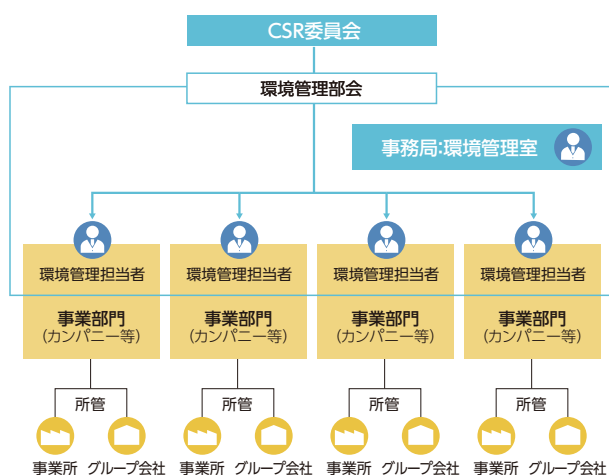 CSR委員会
環境管理部会
事務局:環境管理室
環境管理担当者 環境管理担当者 環境管理担当者 環境管理担当者
事業部門 事業部門 事業部門 事業部門
(カンパニー等) (カンパニー等) (カンパニー等) (カンパニー等)
所管 所管 所管 所管
事業所 グループ会社 事業所 グループ会社 事業所 グループ会社 事業所 グループ会社